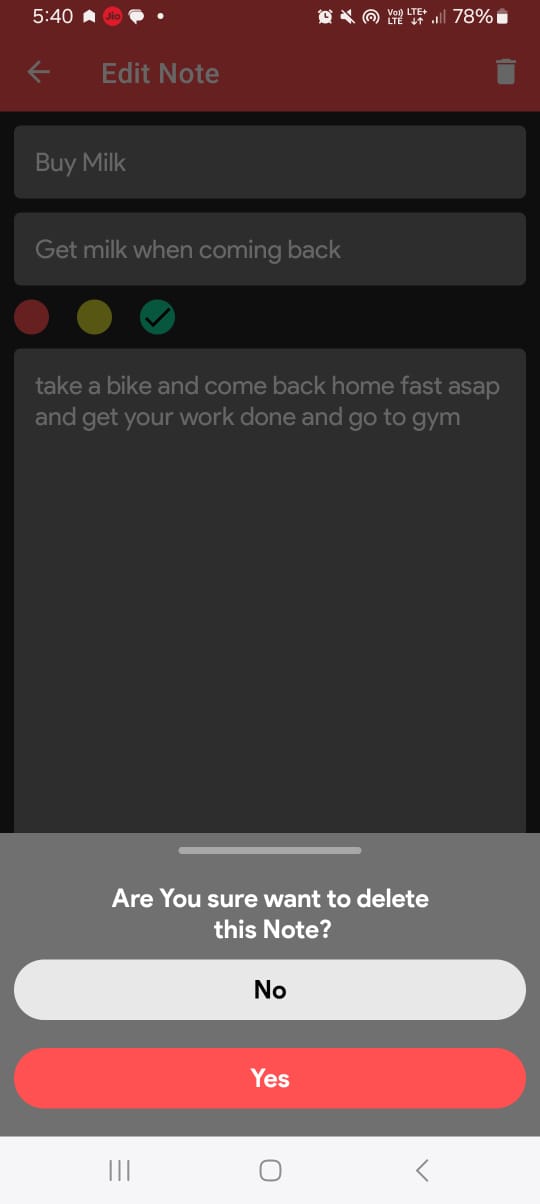 5:40 Jio Vo) LTE LTE+ 78%
Edit Note
Buy Milk
Get milk when coming back
take a bike and come back home fast asap
and get your work done and go to gym
Are You sure want to delete
this Note?
No
Yes